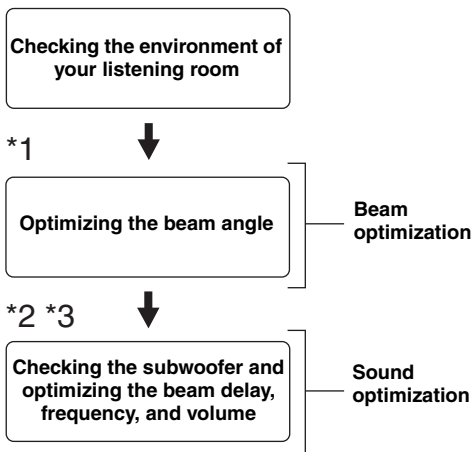 Checking the environment of
your listening room
*1
Optimizing the beam angle
Beam
optimization
*2 *3
Checking the subwoofer and
optimizing the beam delay,
frequency, and volume
Sound
optimization